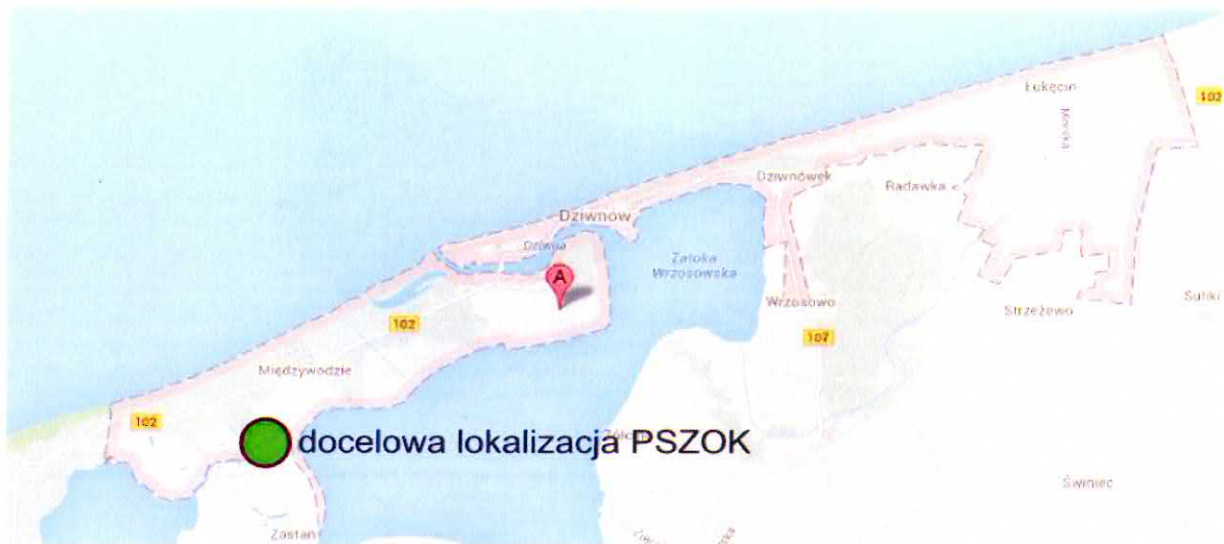 Łukęcin
102
Morska
Dziwnówek
Radawka
Dziwnów
Dziwna
Zatoka
Wrzosowska
A
Wrzosowo
Strzeżewo
102
107
Międzywodzie
102
docelowa lokalizacja PSZOK
Świniec
Zastań